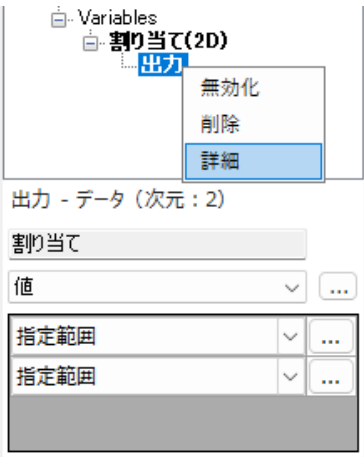 Variables
割り当て(2D)
出力
無効化
削除
詳細
出力 - データ (次元:2)
割り当て
値
...
指定範囲
...
指定範囲
...